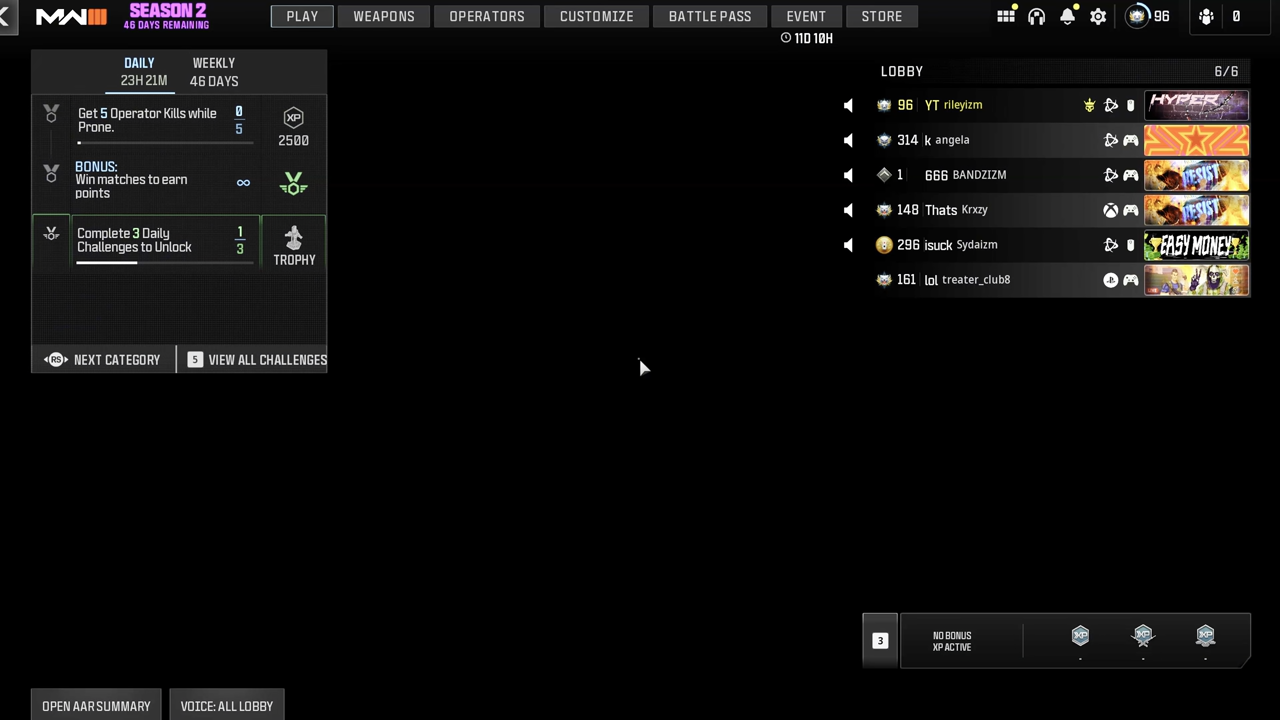 MWIII
SEASON 2
46 DAYS REMAINING
PLAY
WEAPONS
OPERATORS
CUSTOMIZE
BATTLE PASS
EVENT
STORE
96
0
11D 10H
DAILY
23H 21M
WEEKLY
46 DAYS
Get 5 Operator Kills while
Prone.
0
5
XP
2500
BONUS:
Win matches to earn
points
∞
Complete 3 Daily
Challenges to Unlock
1
3
TROPHY
RS
NEXT CATEGORY
5
VIEW ALL CHALLENGES
LOBBY
6/6
96 YT rileyizm
HYPER
314 k angela
1 666 BANDZIZM
RESIST
148 Thats Krxzy
RESIST
296 isuck Sydaizm
EASY MONEY
161 lol treater_club8
LIVE
3
NO BONUS
XP ACTIVE
XP
-
XP
-
XP
-
OPEN AAR SUMMARY
VOICE: ALL LOBBY